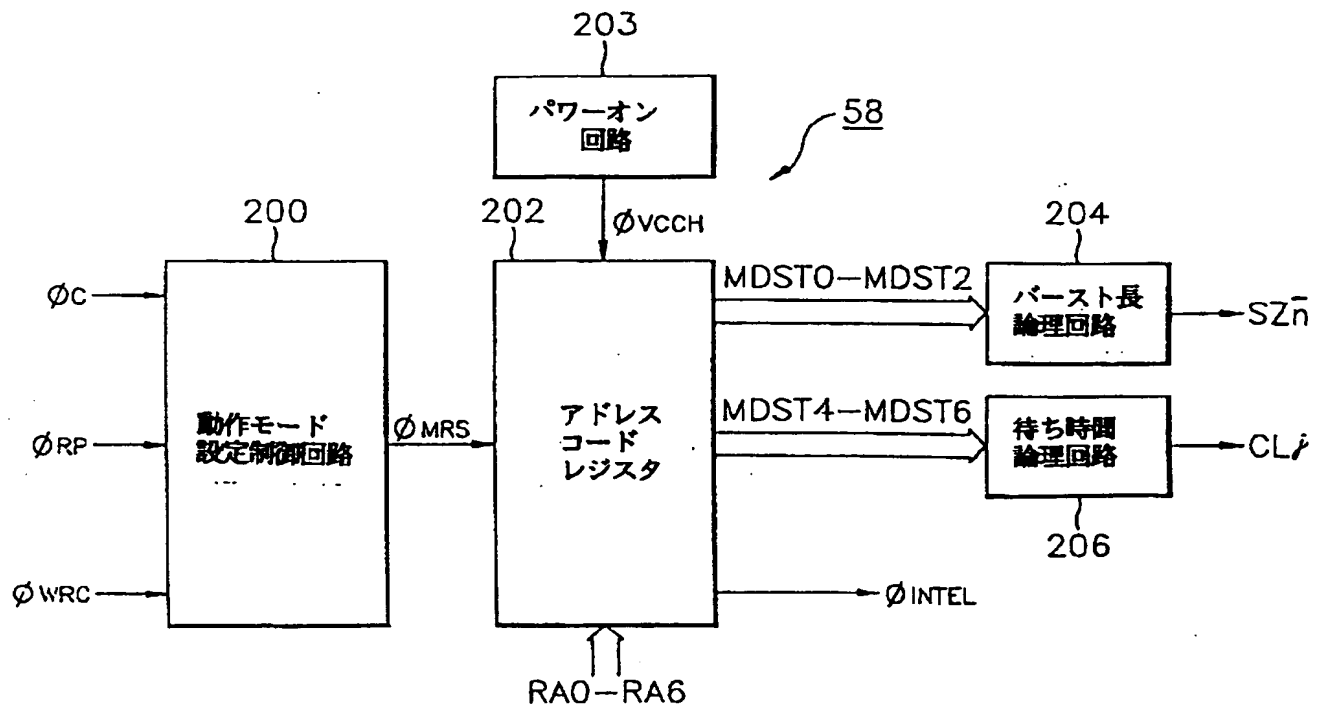 203
パワーオン
回路
58
200
202
øVCCH
204
øC
MDST0-MDST2
バースト長
論理回路
SZn̄
動作モード
設定制御回路
øRP
øMRS
アドレス
コード
レジスタ
MDST4-MDST6
待ち時間
論理回路
CLj
206
øWRC
øINTEL
RA0-RA6